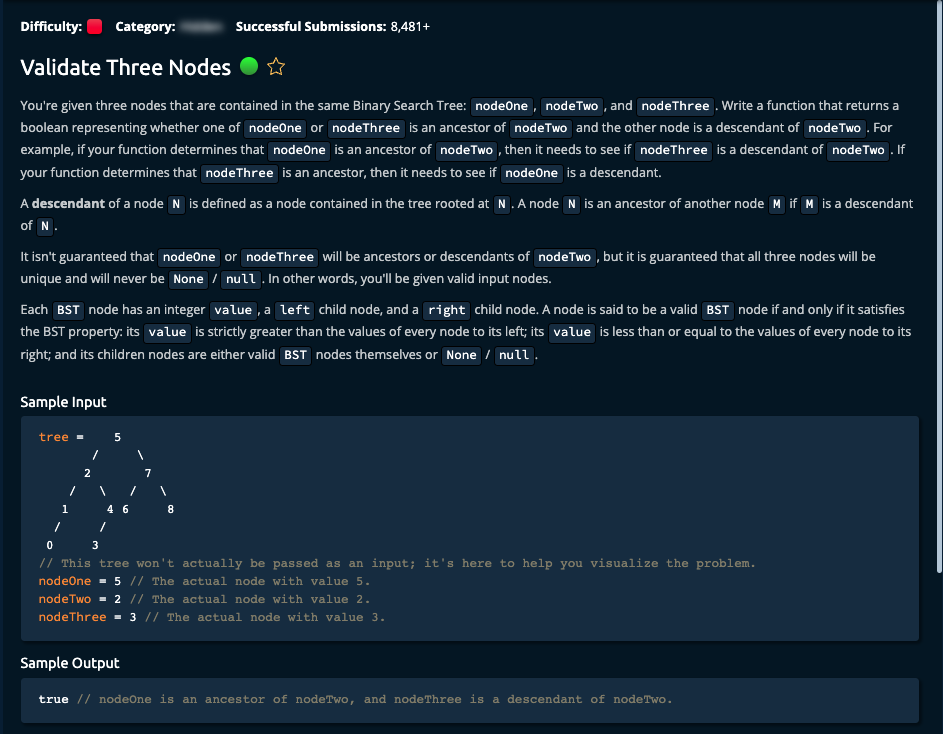 Difficulty: Category: Successful Submissions: 8,481+
Validate Three Nodes
You're given three nodes that are contained in the same Binary Search Tree: nodeOne, nodeTwo, and nodeThree. Write a function that returns a
boolean representing whether one of nodeOne or nodeThree is an ancestor of nodeTwo and the other node is a descendant of nodeTwo. For
example, if your function determines that nodeOne is an ancestor of nodeTwo, then it needs to see if nodeThree is a descendant of nodeTwo. If
your function determines that nodeThree is an ancestor, then it needs to see if nodeOne is a descendant.
A descendant of a node N is defined as a node contained in the tree rooted at N. A node N is an ancestor of another node M if M is a descendant
of N.
It isn't guaranteed that nodeOne or nodeThree will be ancestors or descendants of nodeTwo, but it is guaranteed that all three nodes will be
unique and will never be None / null. In other words, you'll be given valid input nodes.
Each BST node has an integer value, a left child node, and a right child node. A node is said to be a valid BST node if and only if it satisfies
the BST property: its value is strictly greater than the values of every node to its left; its value is less than or equal to the values of every node to its
right; and its children nodes are either valid BST nodes themselves or None / null.
Sample Input
tree = 5
/ \
2 7
/ \ / \
1 4 6 8
/ /
0 3
// This tree won't actually be passed as an input; it's here to help you visualize the problem.
nodeOne = 5 // The actual node with value 5.
nodeTwo = 2 // The actual node with value 2.
nodeThree = 3 // The actual node with value 3.
Sample Output
true // nodeOne is an ancestor of nodeTwo, and nodeThree is a descendant of nodeTwo.